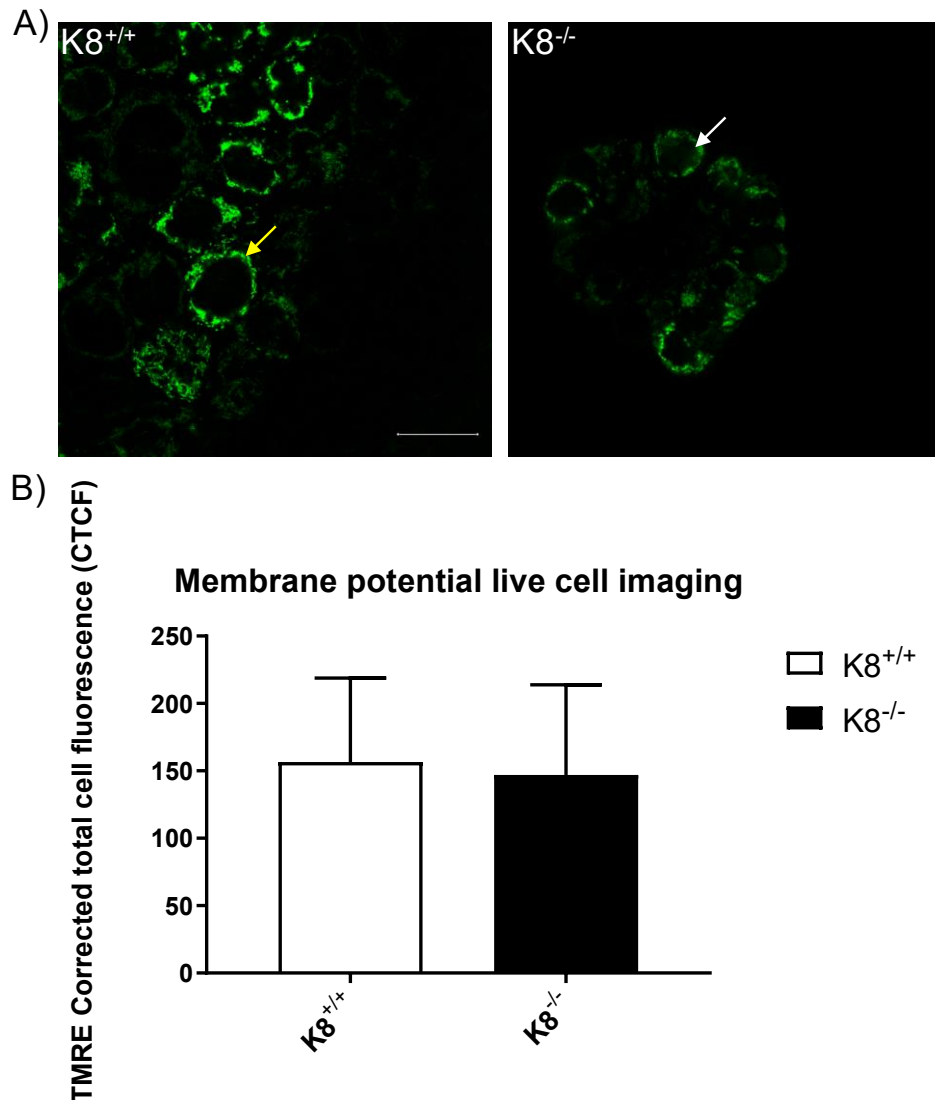 A)
K8+/+
K8-/-
B)
TMRE Corrected total cell fluorescence (CTCF)
Membrane potential live cell imaging
250
200
150
100
50
0
K8+/+
K8-/-
K8+/+
K8-/-